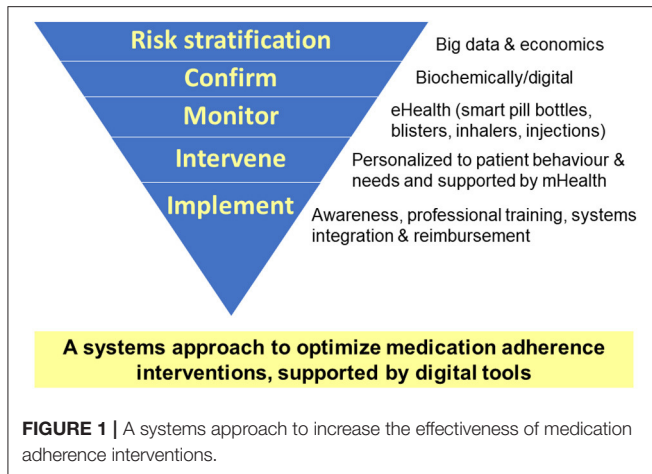 Risk stratification
Big data & economics
Confirm
Biochemically/digital
Monitor
eHealth (smart pill bottles,
blisters, inhalers, injections)
Intervene
Personalized to patient behaviour &
needs and supported by mHealth
Implement
Awareness, professional training, systems
integration & reimbursement
A systems approach to optimize medication adherence
interventions, supported by digital tools
FIGURE 1 | A systems approach to increase the effectiveness of medication
adherence interventions.